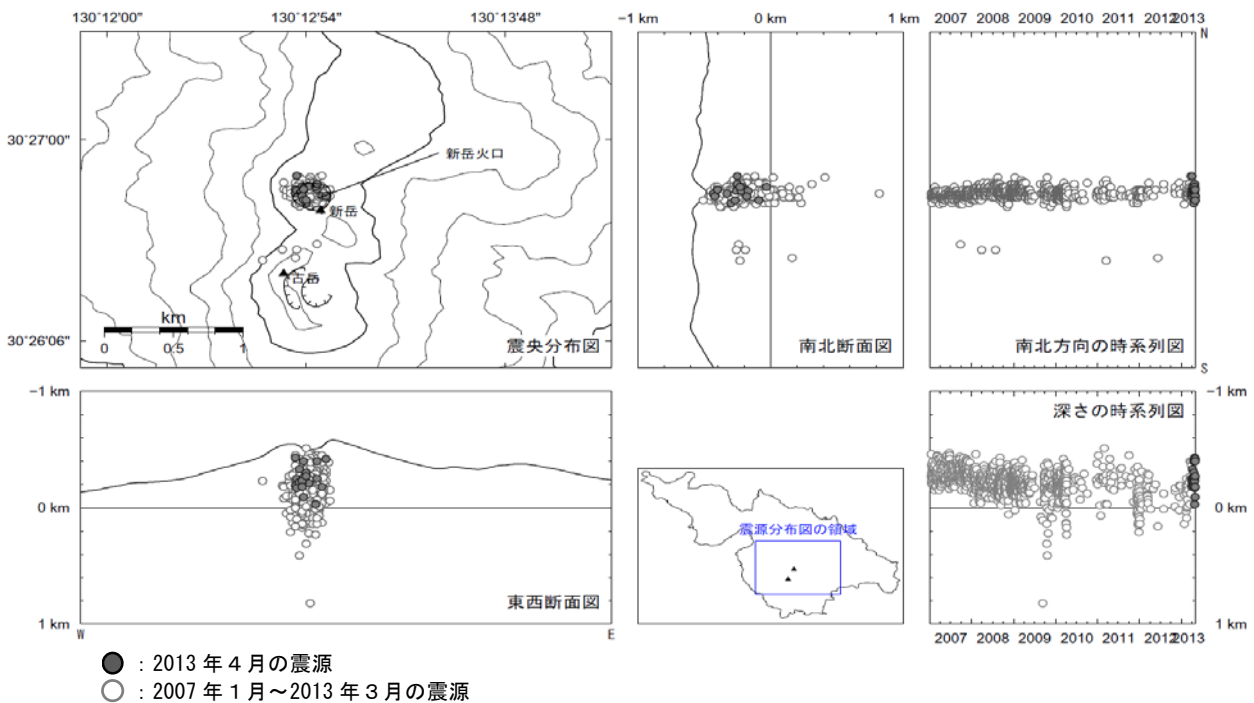 130°12'00" 130°12'54" 130°13'48"
−1 km 0 km 1 km
2007 2008 2009 2010 2011 2012 2013
N
30°27'00"
新岳火口
新岳
古岳
km
0 0.5 1
30°26'06"
震央分布図
南北断面図
南北方向の時系列図
S
−1 km
0 km
1 km
W E
東西断面図
震源分布図の領域
深さの時系列図
−1 km
0 km
1 km
2007 2008 2009 2010 2011 2012 2013
：2013 年４月の震源
：2007 年１月～2013 年３月の震源